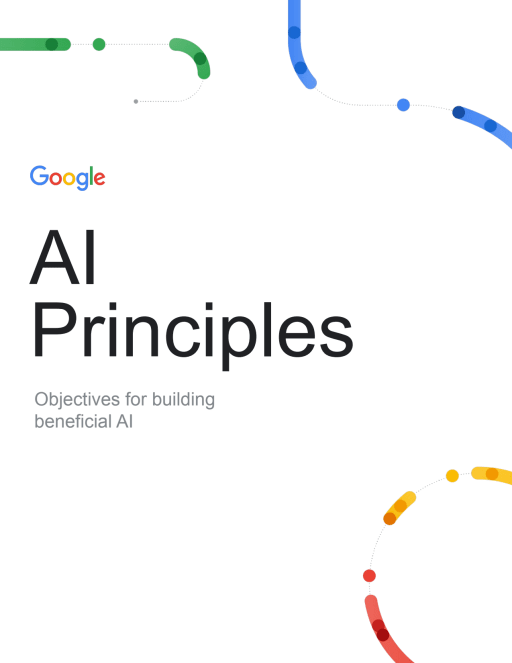 Google
AI
Principles
Objectives for building
beneficial AI